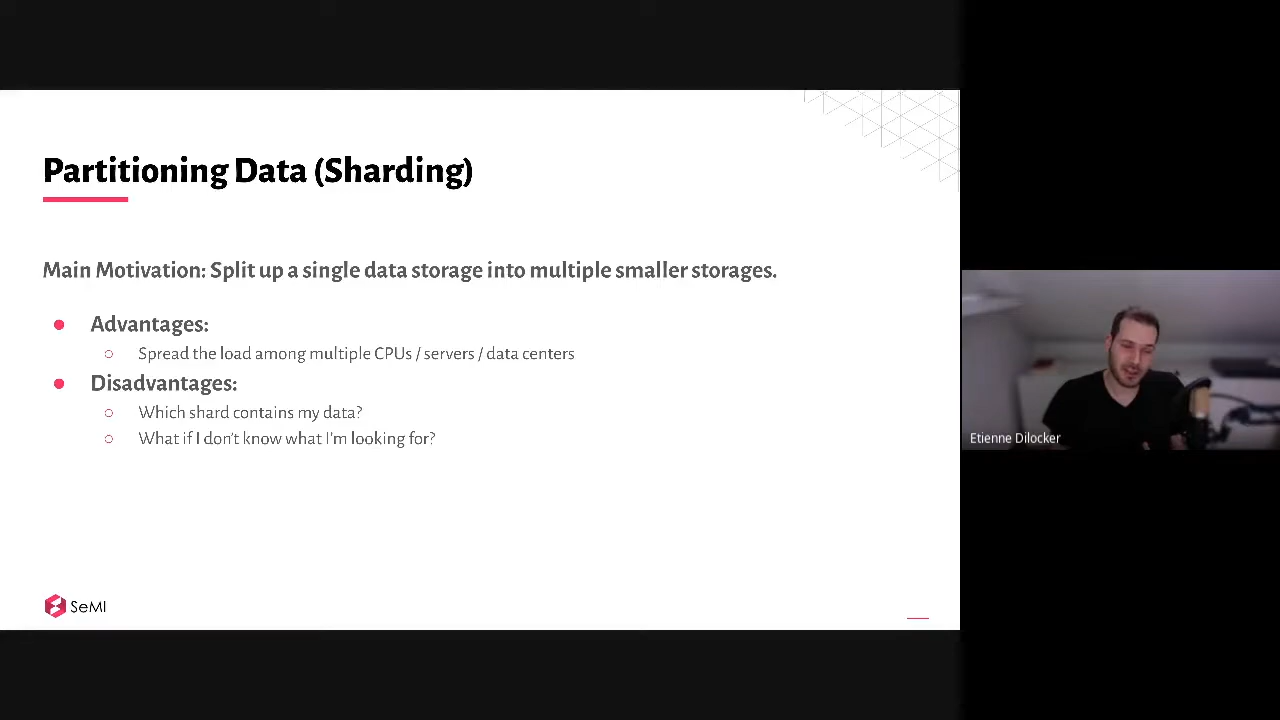 Partitioning Data (Sharding)
Main Motivation: Split up a single data storage into multiple smaller storages.
Advantages:
Spread the load among multiple CPUs / servers / data centers
Disadvantages:
Which shard contains my data?
What if I don't know what I'm looking for?
SeMI
Etienne Dilocker